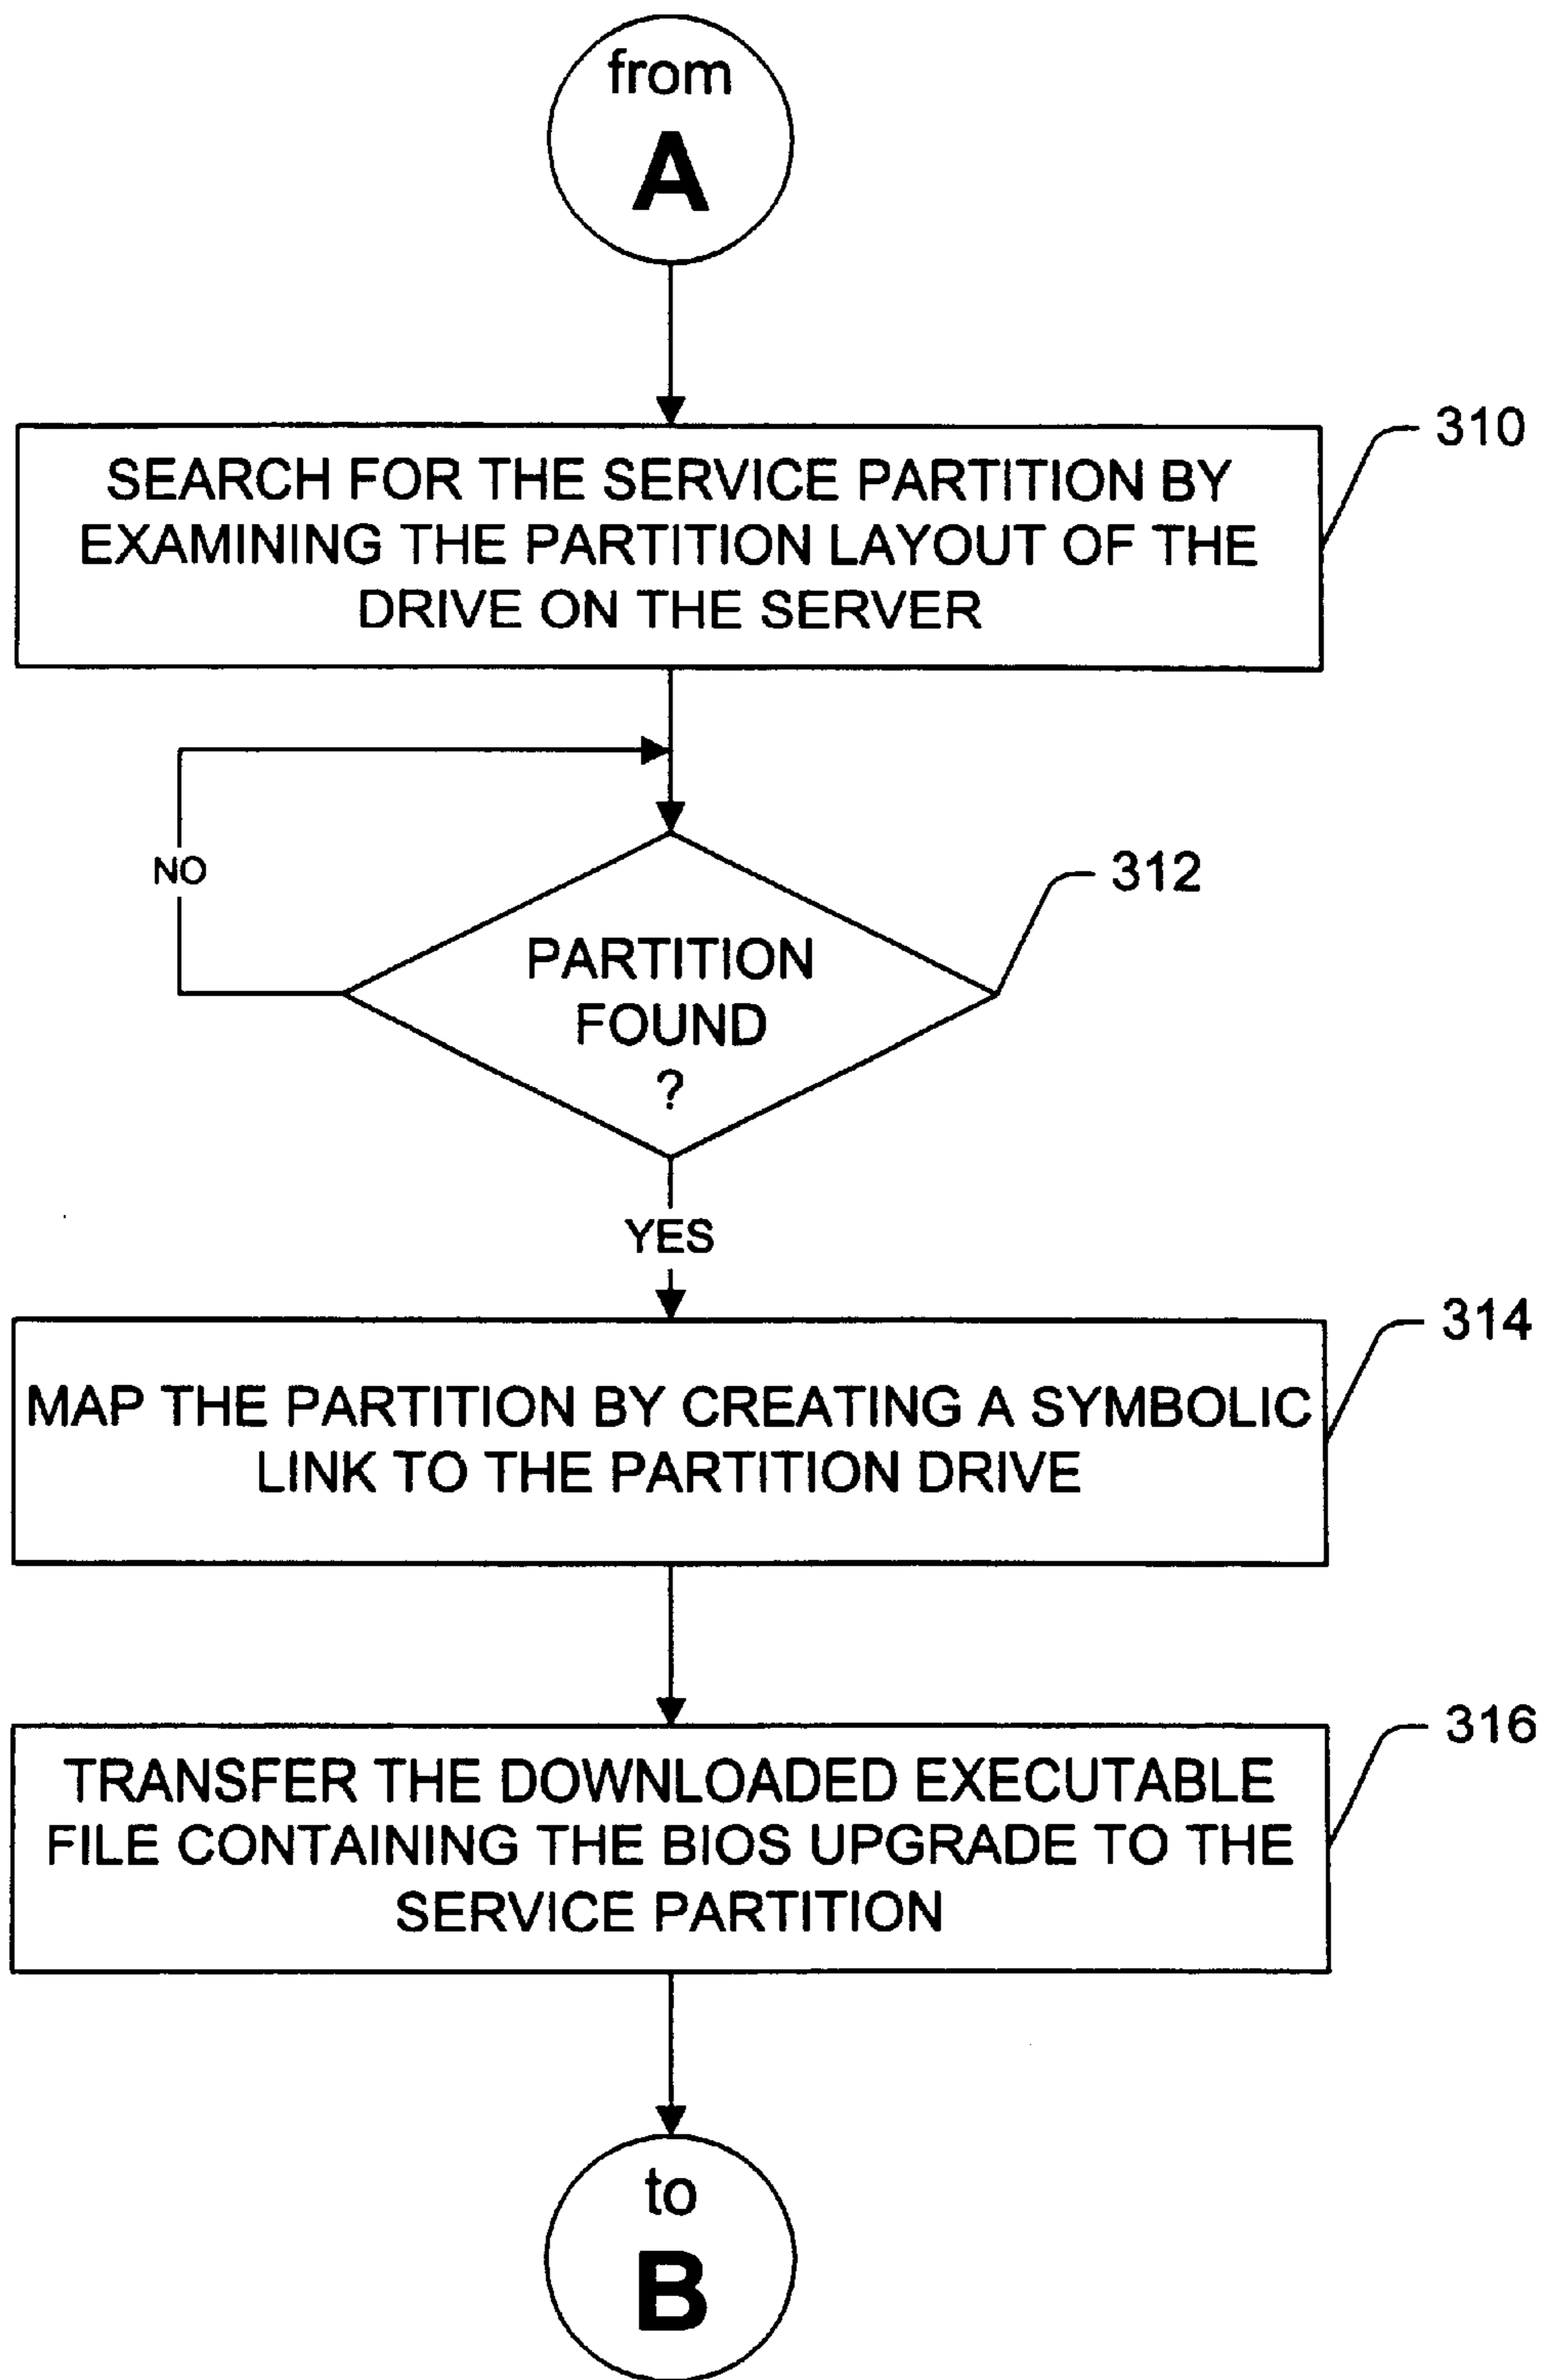 from
A
310
SEARCH FOR THE SERVICE PARTITION BY
EXAMINING THE PARTITION LAYOUT OF THE
DRIVE ON THE SERVER
NO
312
PARTITION
FOUND
?
YES
314
MAP THE PARTITION BY CREATING A SYMBOLIC
LINK TO THE PARTITION DRIVE
316
TRANSFER THE DOWNLOADED EXECUTABLE
FILE CONTAINING THE BIOS UPGRADE TO THE
SERVICE PARTITION
to
B